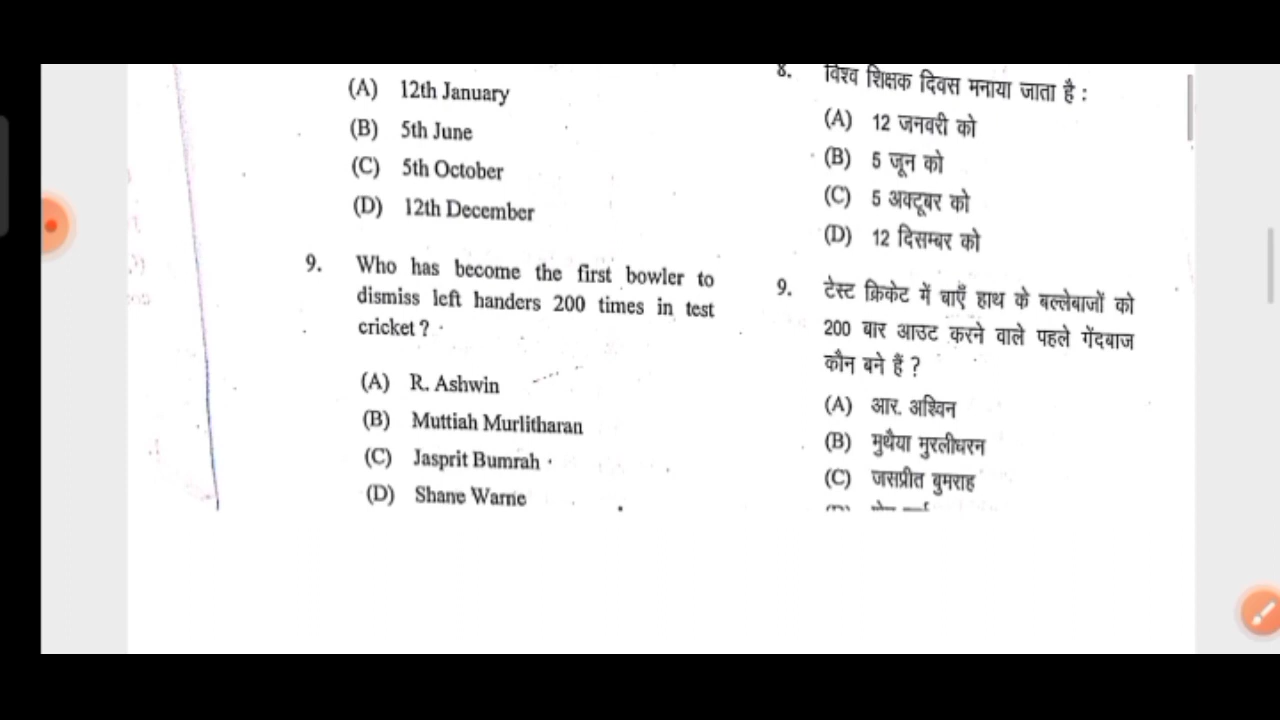 (A) 12th January
(B) 5th June
(C) 5th October
(D) 12th December
9. Who has become the first bowler to
dismiss left handers 200 times in test
cricket ?
(A) R. Ashwin
(B) Muttiah Murlitharan
(C) Jasprit Bumrah
(D) Shane Warne
8. विश्व शिक्षक दिवस मनाया जाता है :
(A) 12 जनवरी को
(B) 5 जून को
(C) 5 अक्टूबर को
(D) 12 दिसम्बर को
9. टेस्ट क्रिकेट में बाएँ हाथ के बल्लेबाजों को
200 बार आउट करने वाले पहले गेंदबाज
कौन बने हैं ?
(A) आर. अश्विन
(B) मुथैया मुरलीधरन
(C) जसप्रीत बुमराह